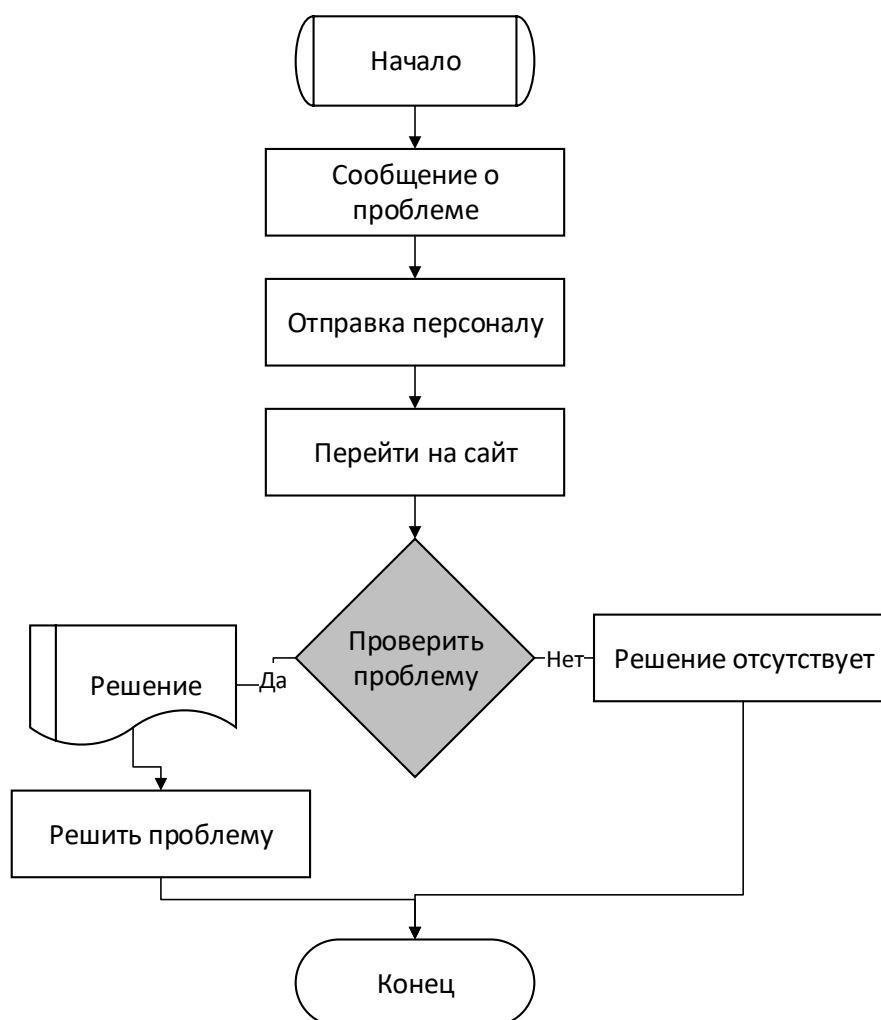 Начало
Сообщение о
проблеме
Отправка персоналу
Перейти на сайт
Проверить
проблему
Да
Нет
Решение
Решение отсутствует
Решить проблему
Конец